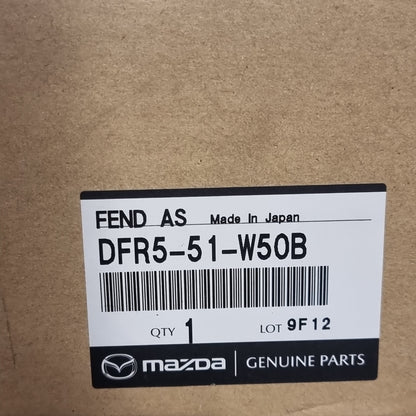 FEND AS Made In Japan
DFR5-51-W50B
QTY 1 LOT 9F12
mazda GENUINE PARTS